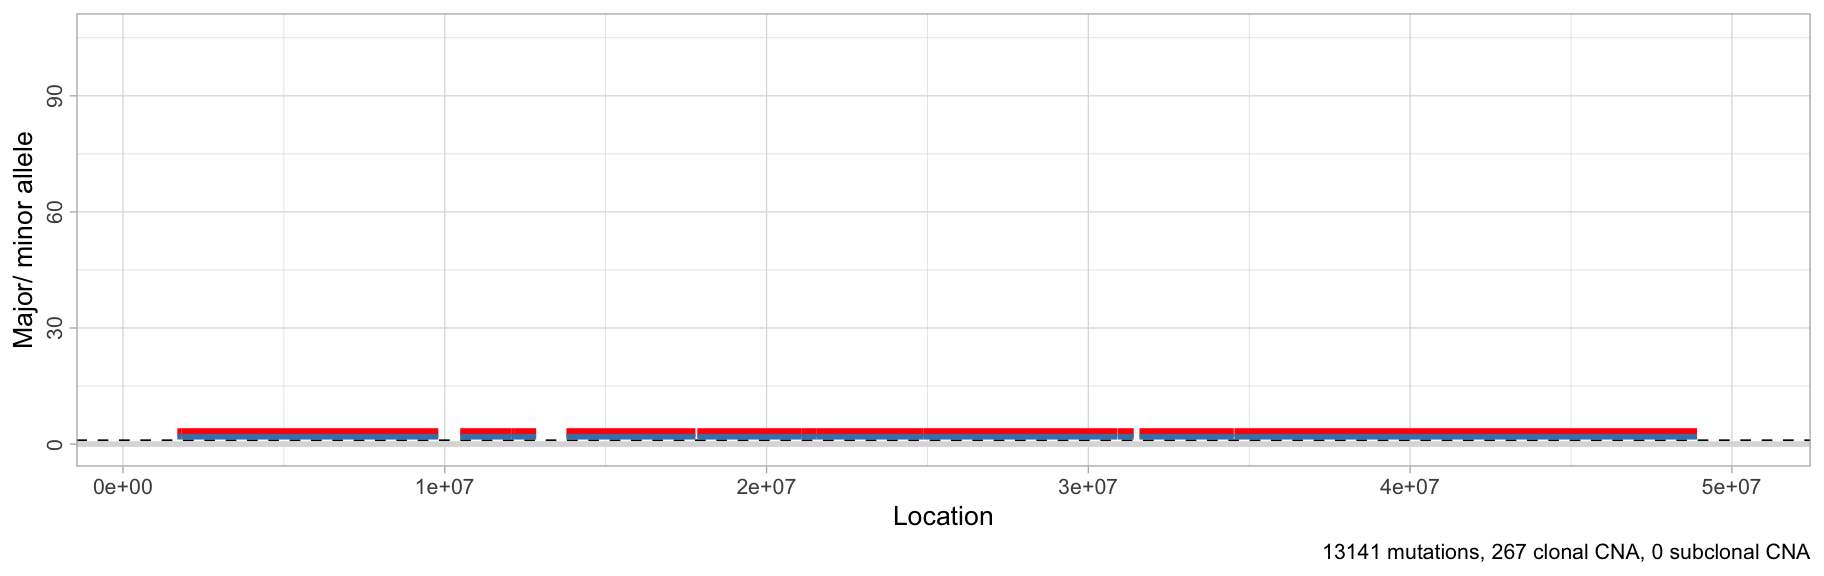 Major/ minor allele
90
60
30
0
0e+00 1e+07 2e+07 3e+07 4e+07 5e+07
Location
13141 mutations, 267 clonal CNA, 0 subclonal CNA